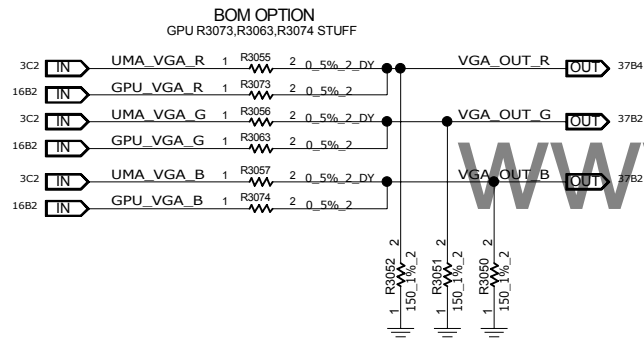 BOM OPTION
GPU R3073,R3063,R3074 STUFF
3C2 IN UMA_VGA_R 1 R3055 2 0_5%_2_DY VGA_OUT_R OUT 37B4
16B2 IN GPU_VGA_R 1 R3073 2 0_5%_2
3C2 IN UMA_VGA_G 1 R3056 2 0_5%_2_DY VGA_OUT_G OUT 37B2
16B2 IN GPU_VGA_G 1 R3063 2 0_5%_2
3C2 IN UMA_VGA_B 1 R3057 2 0_5%_2_DY VGA_OUT_B OUT 37B2
16B2 IN GPU_VGA_B 1 R3074 2 0_5%_2
R3052 150_1%_2 1 2
R3051 150_1%_2 1 2
R3050 150_1%_2 1 2